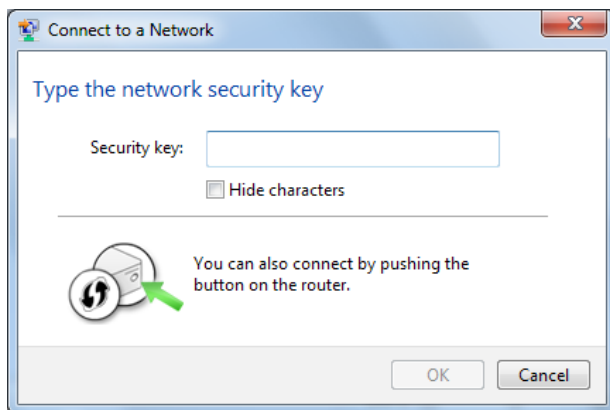 Connect to a Network
Type the network security key
Security key:
Hide characters
You can also connect by pushing the
button on the router.
OK
Cancel